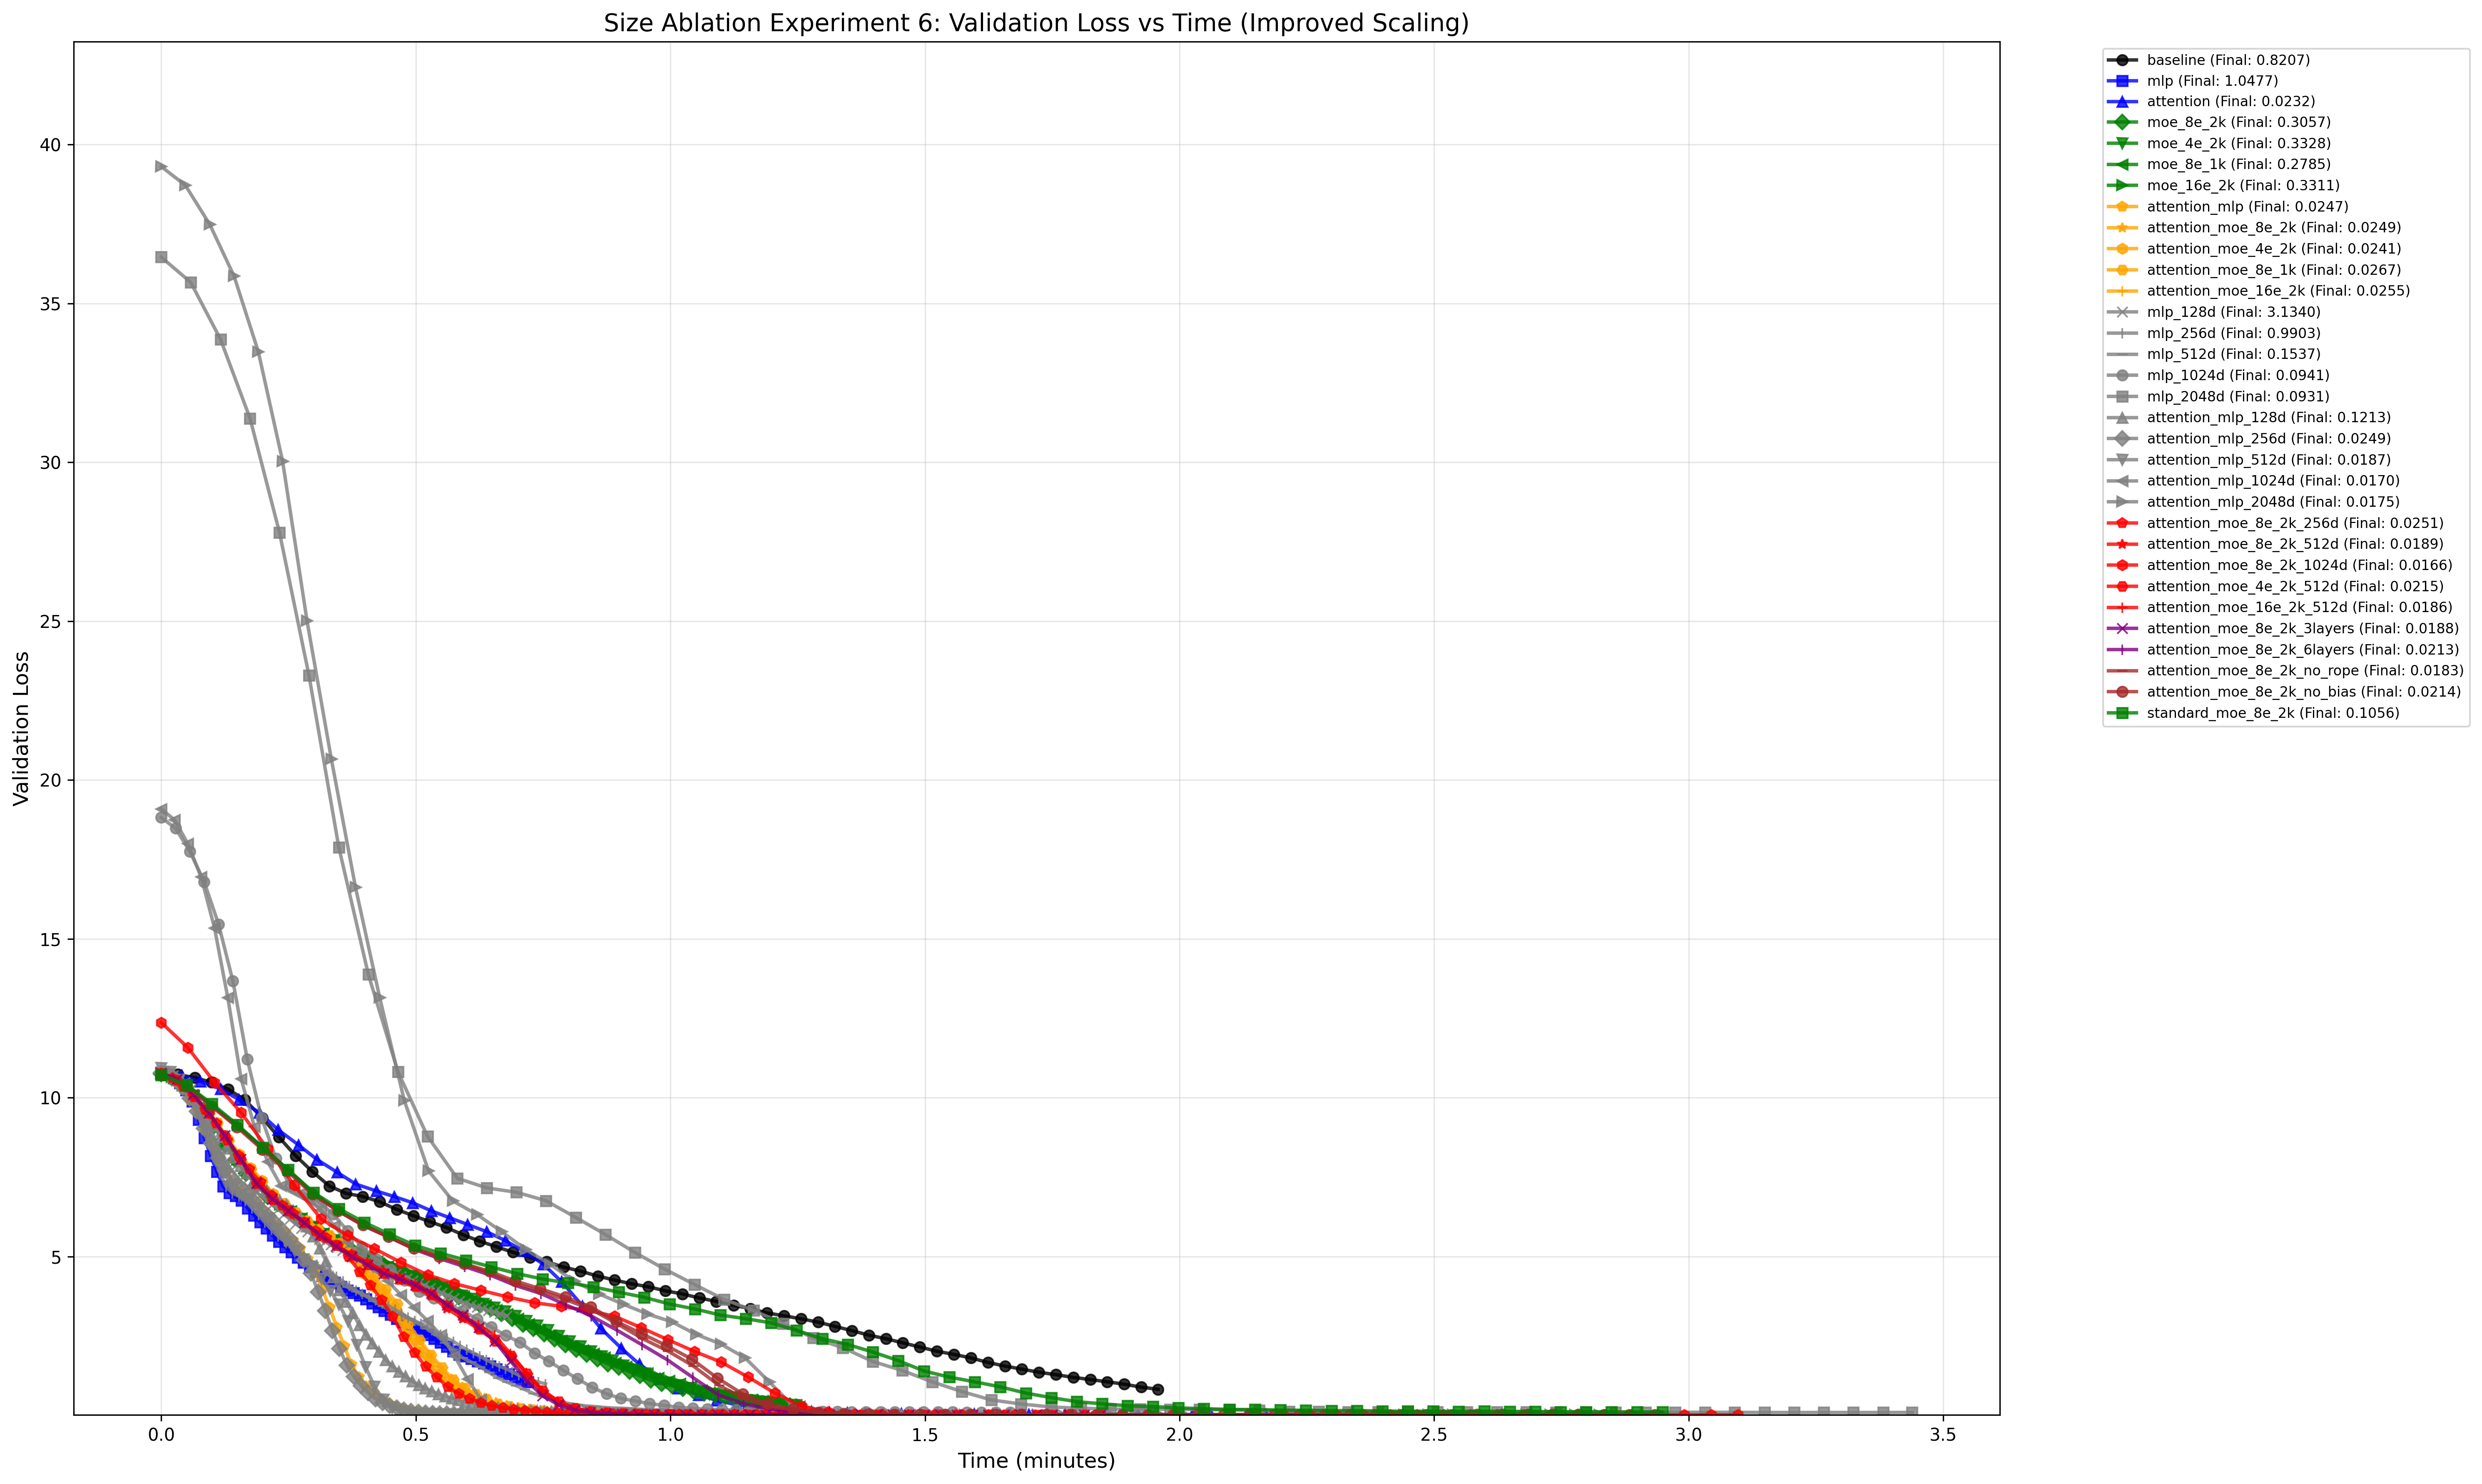 Size Ablation Experiment 6: Validation Loss vs Time (Improved Scaling)
Validation Loss
40
35
30
25
20
15
10
5
0.0
0.5
1.0
1.5
2.0
2.5
3.0
3.5
Time (minutes)
baseline (Final: 0.8207)
mlp (Final: 1.0477)
attention (Final: 0.0232)
moe_8e_2k (Final: 0.3057)
moe_4e_2k (Final: 0.3328)
moe_8e_1k (Final: 0.2785)
moe_16e_2k (Final: 0.3311)
attention_mlp (Final: 0.0247)
attention_moe_8e_2k (Final: 0.0249)
attention_moe_4e_2k (Final: 0.0241)
attention_moe_8e_1k (Final: 0.0267)
attention_moe_16e_2k (Final: 0.0255)
mlp_128d (Final: 3.1340)
mlp_256d (Final: 0.9903)
mlp_512d (Final: 0.1537)
mlp_1024d (Final: 0.0941)
mlp_2048d (Final: 0.0931)
attention_mlp_128d (Final: 0.1213)
attention_mlp_256d (Final: 0.0249)
attention_mlp_512d (Final: 0.0187)
attention_mlp_1024d (Final: 0.0170)
attention_mlp_2048d (Final: 0.0175)
attention_moe_8e_2k_256d (Final: 0.0251)
attention_moe_8e_2k_512d (Final: 0.0189)
attention_moe_8e_2k_1024d (Final: 0.0166)
attention_moe_4e_2k_512d (Final: 0.0215)
attention_moe_16e_2k_512d (Final: 0.0186)
attention_moe_8e_2k_3layers (Final: 0.0188)
attention_moe_8e_2k_6layers (Final: 0.0213)
attention_moe_8e_2k_no_rope (Final: 0.0183)
attention_moe_8e_2k_no_bias (Final: 0.0214)
standard_moe_8e_2k (Final: 0.1056)